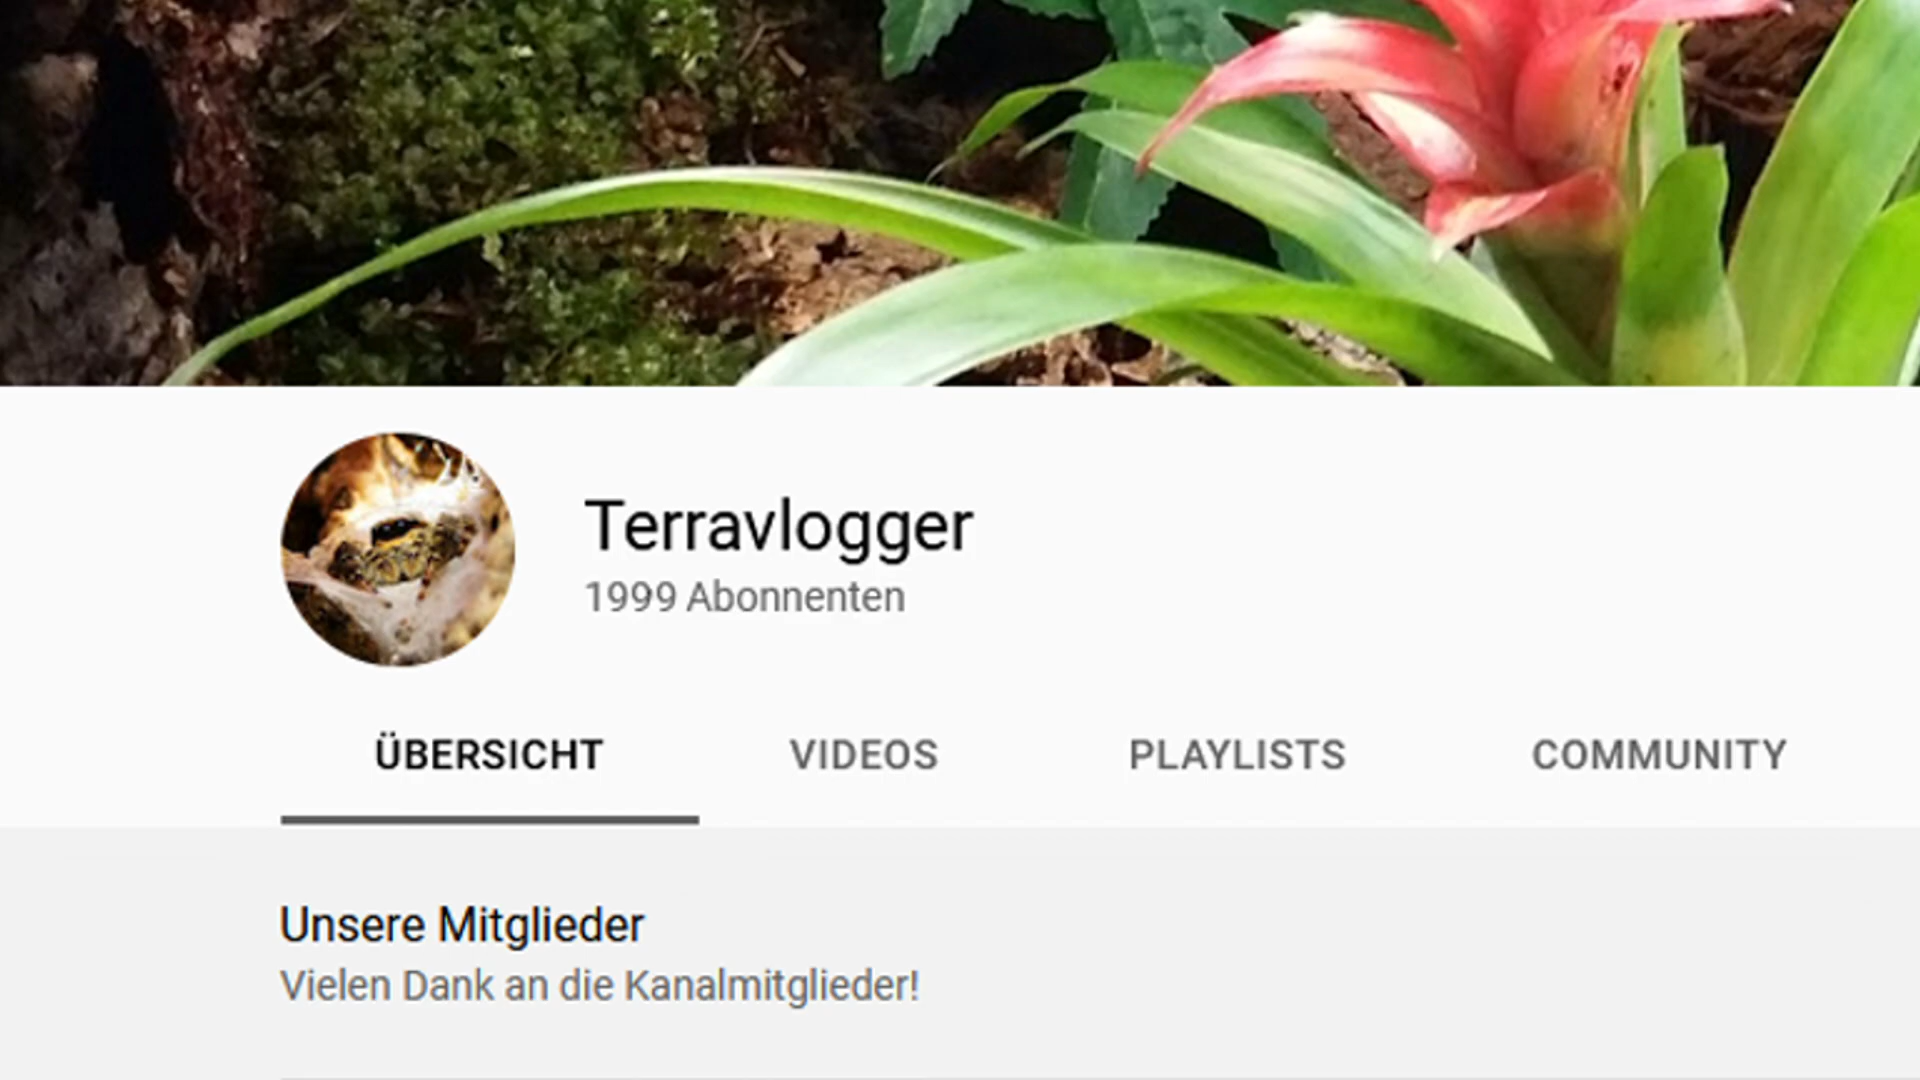 Terravlogger
1999 Abonnenten
ÜBERSICHT VIDEOS PLAYLISTS COMMUNITY
Unsere Mitglieder
Vielen Dank an die Kanalmitglieder!